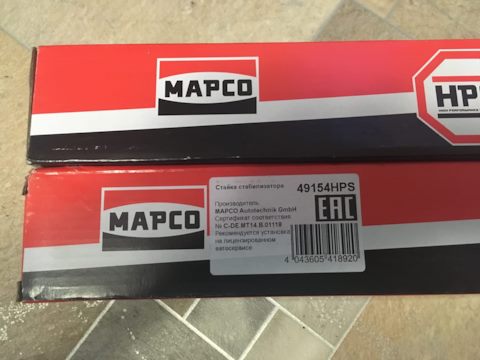 MAPCO
HPS
MAPCO
Стойка стабилизатора 49154HPS
Производитель
MAPCO Autotechnik GmbH
Сертификат соответствия
№ C-DE.MT14.B.01118
Рекомендуется установка
на лицензированном
автосервисе
EAC
4 043605 418920